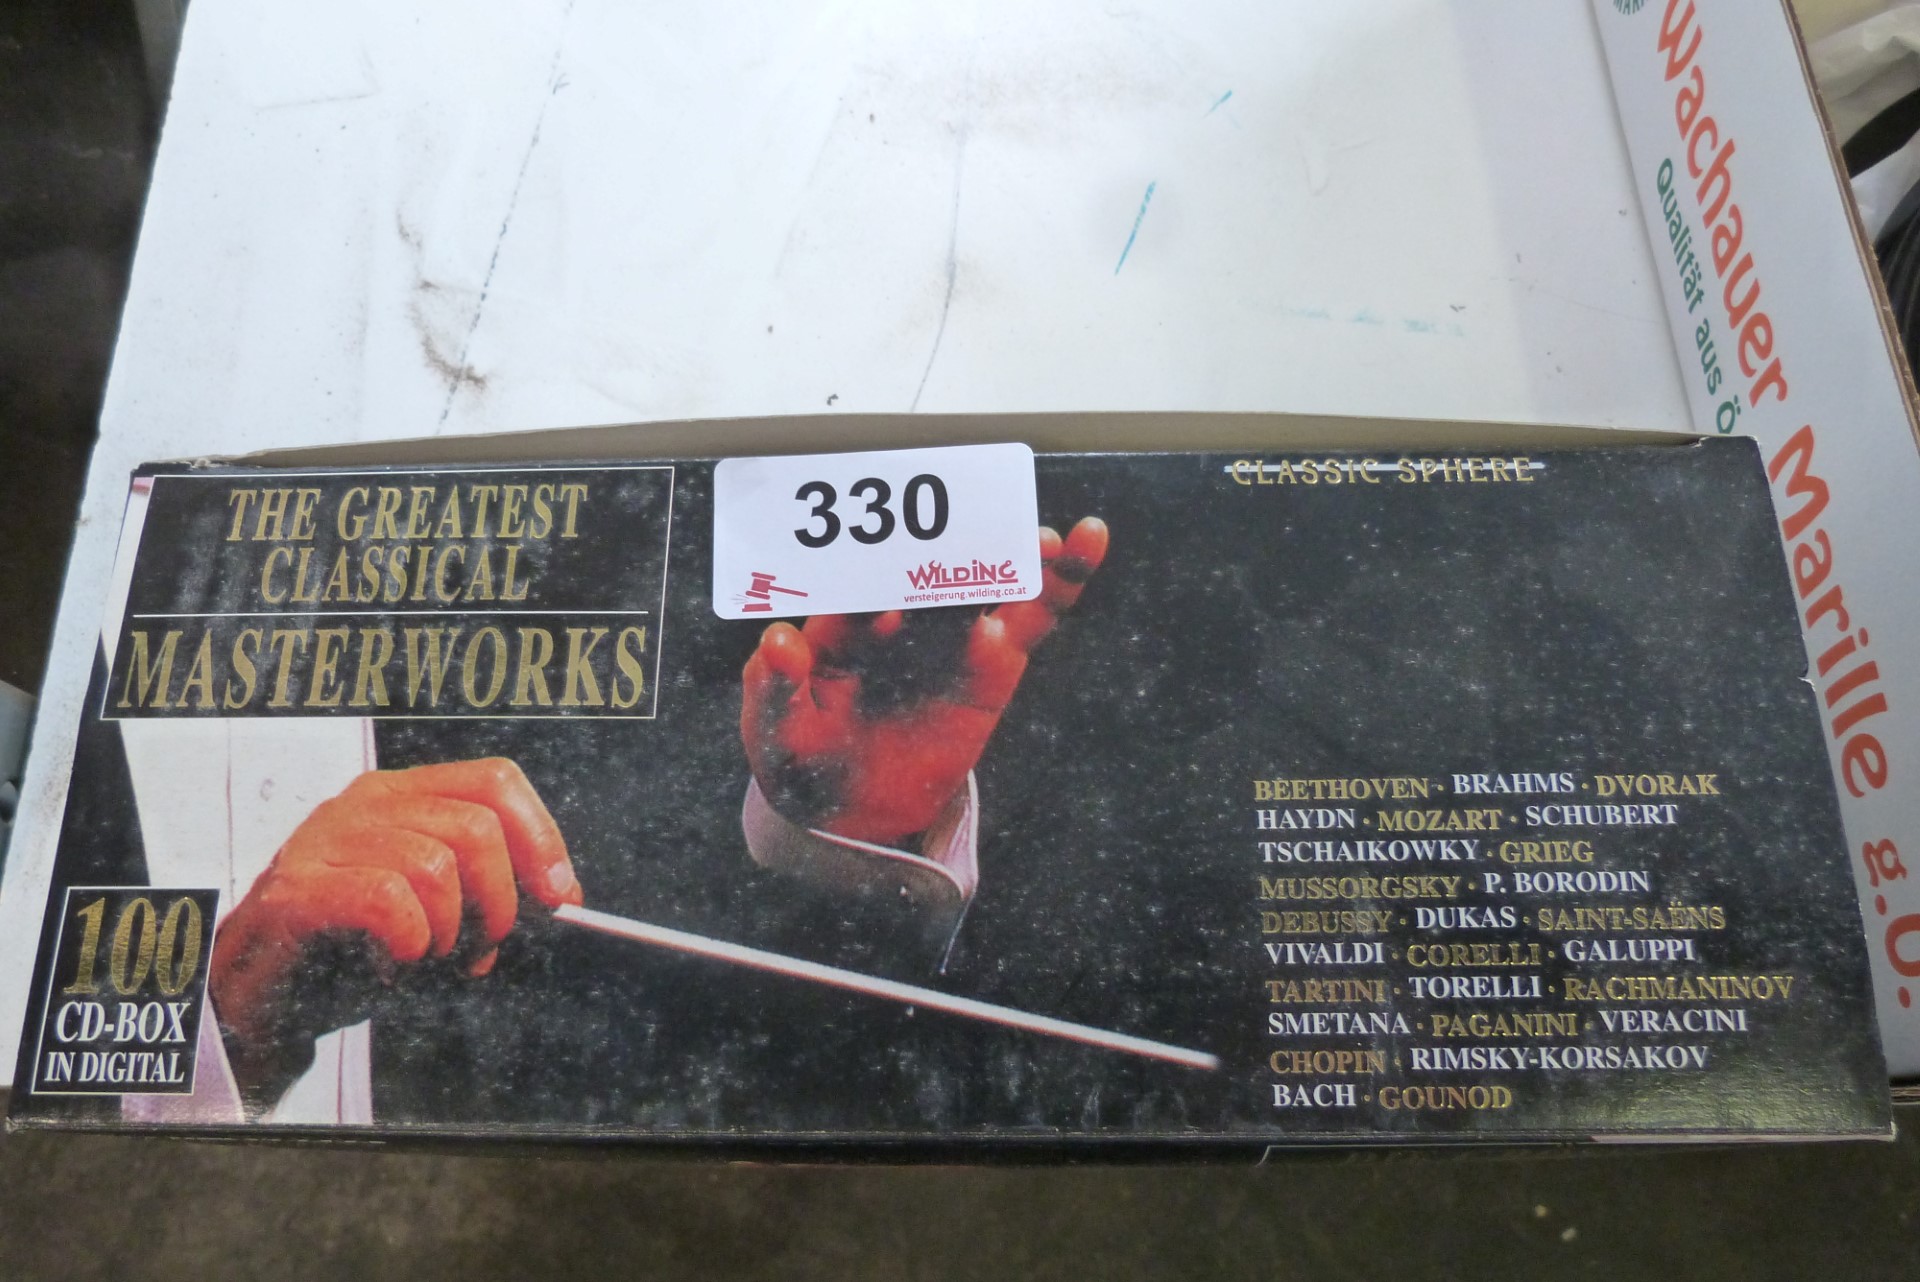 Wachauer Marille g.U.
Qualität aus Ö
CLASSIC SPHERE
THE GREATEST
CLASSICAL
MASTERWORKS
330
WILDING
versteigerung.wilding.co.at
BEETHOVEN · BRAHMS · DVORAK
HAYDN · MOZART · SCHUBERT
TSCHAIKOWKY · GRIEG
MUSSORGSKY · P. BORODIN
DEBUSSY · DUKAS · SAINT-SAËNS
VIVALDI · CORELLI · GALUPPI
TARTINI · TORELLI · RACHMANINOV
SMETANA · PAGANINI · VERACINI
CHOPIN · RIMSKY-KORSAKOV
BACH · GOUNOD
100
CD-BOX
IN DIGITAL